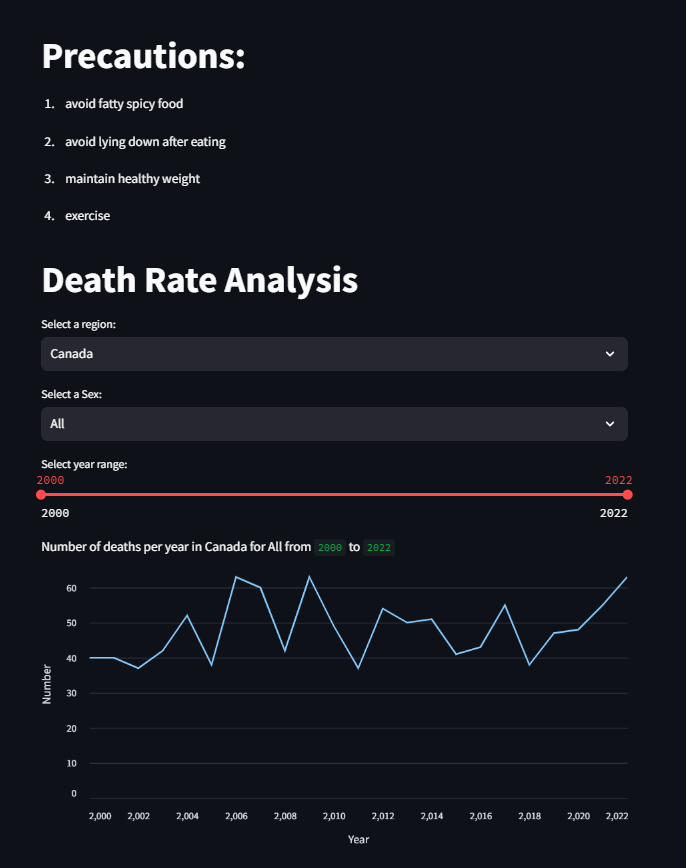 Precautions:
1. avoid fatty spicy food
2. avoid lying down after eating
3. maintain healthy weight
4. exercise
Death Rate Analysis
Select a region:
Canada
Select a Sex:
All
Select year range:
2000 2022
2000 2022
Number of deaths per year in Canada for All from 2000 to 2022
60
50
40
30
20
10
0
Number
2,000 2,002 2,004 2,006 2,008 2,010 2,012 2,014 2,016 2,018 2,020 2,022
Year